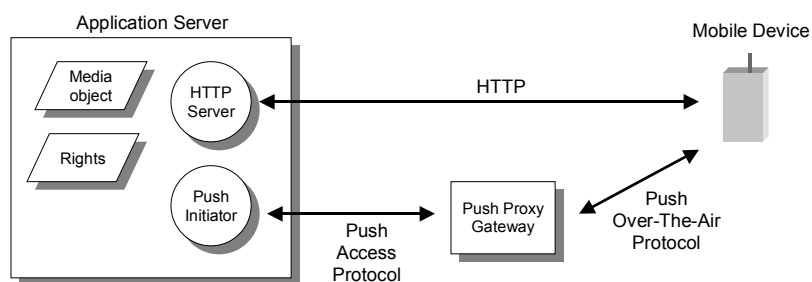 Application Server
Mobile Device
Media
object
HTTP
Server
HTTP
Rights
Push
Initiator
Push
Access
Protocol
Push Proxy
Gateway
Push
Over-The-Air
Protocol